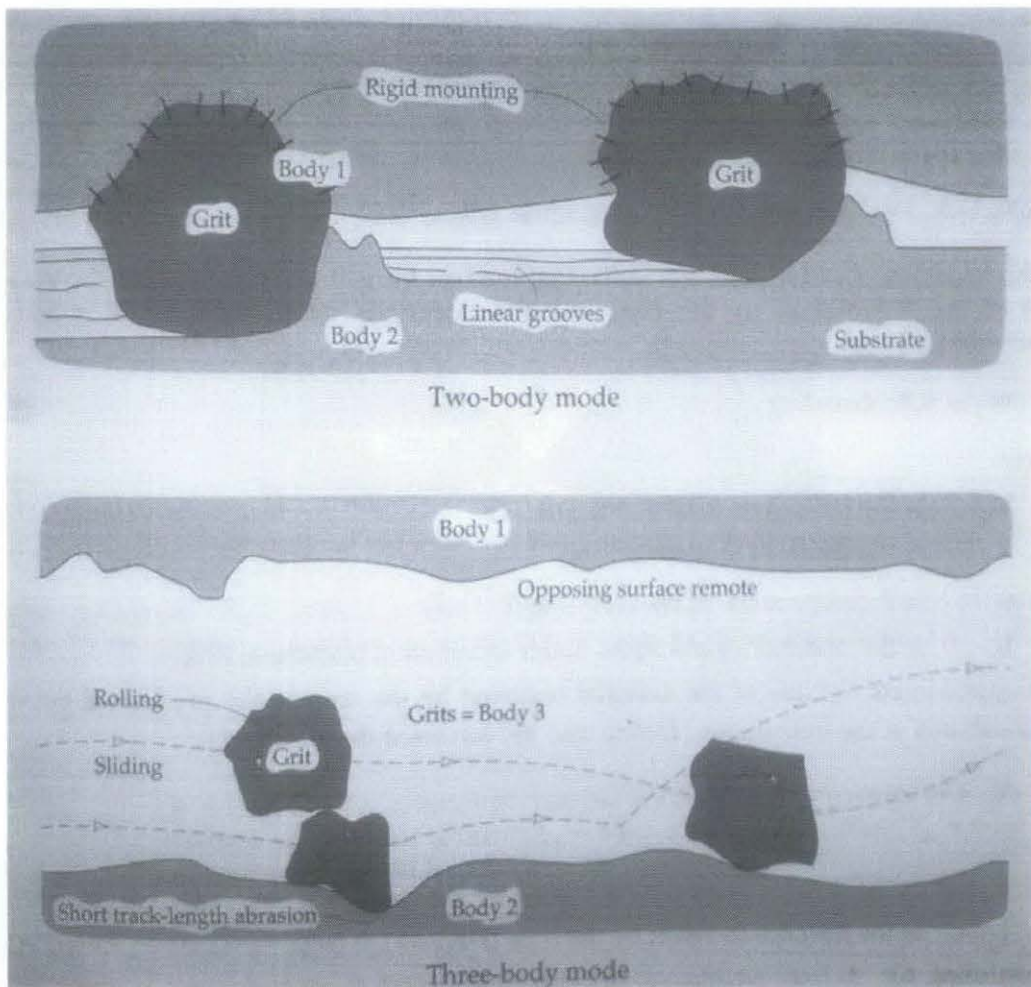 Rigid mounting
Body 1
Grit
Grit
Linear grooves
Body 2
Substrate
Two-body mode
Body 1
Opposing surface remote
Rolling
Grits = Body 3
Grit
Sliding
Short track-length abrasion
Body 2
Three-body mode